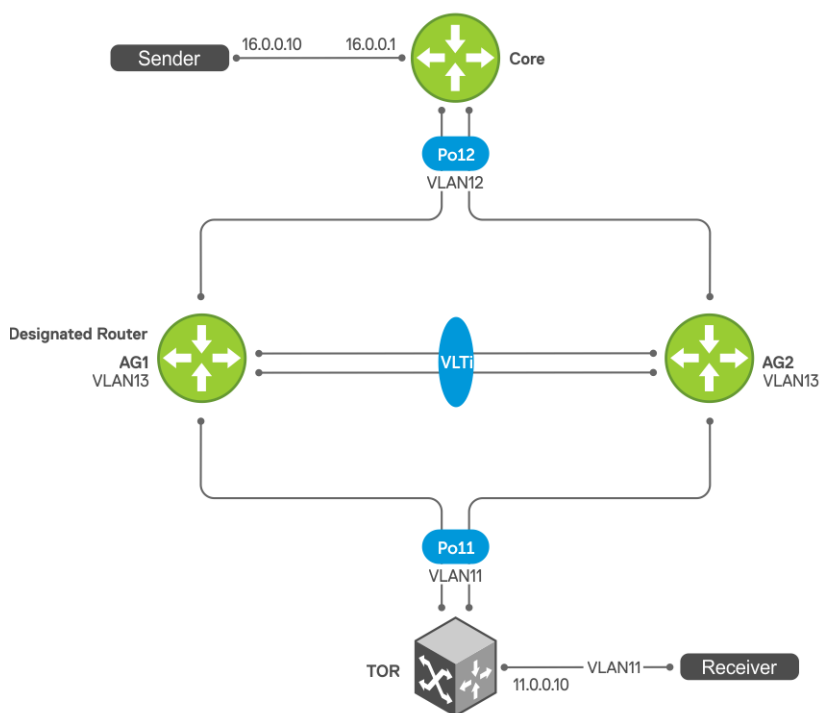 Sender
16.0.0.10
16.0.0.1
Core
Po12
VLAN12
Designated Router
AG1
VLAN13
VLTi
AG2
VLAN13
Po11
VLAN11
TOR
11.0.0.10
VLAN11
Receiver